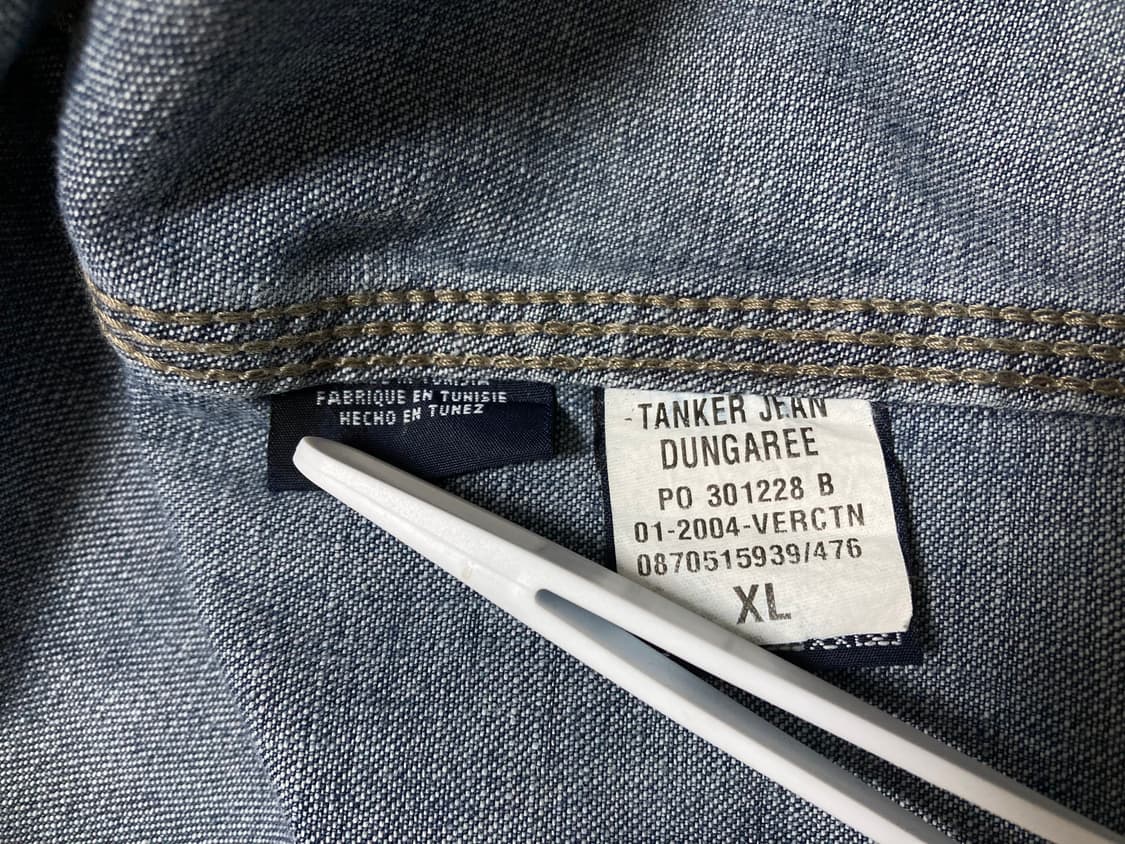 FABRIQUE EN TUNISIE
HECHO EN TUNEZ
-TANKER JEAN
DUNGAREE
PO 301228 B
01-2004-VERCTN
0870515939/476
XL